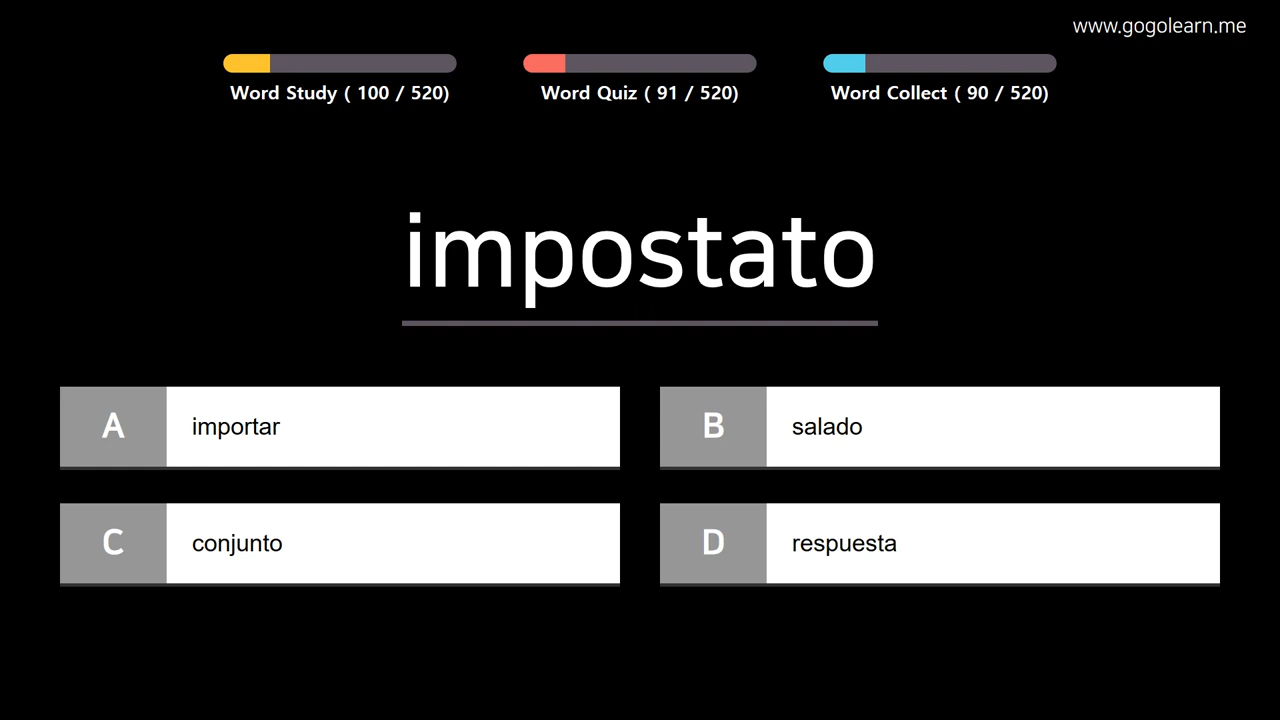 www.gogolearn.me
Word Study ( 100 / 520)
Word Quiz ( 91 / 520)
Word Collect ( 90 / 520)
impostato
A importar
B salado
C conjunto
D respuesta